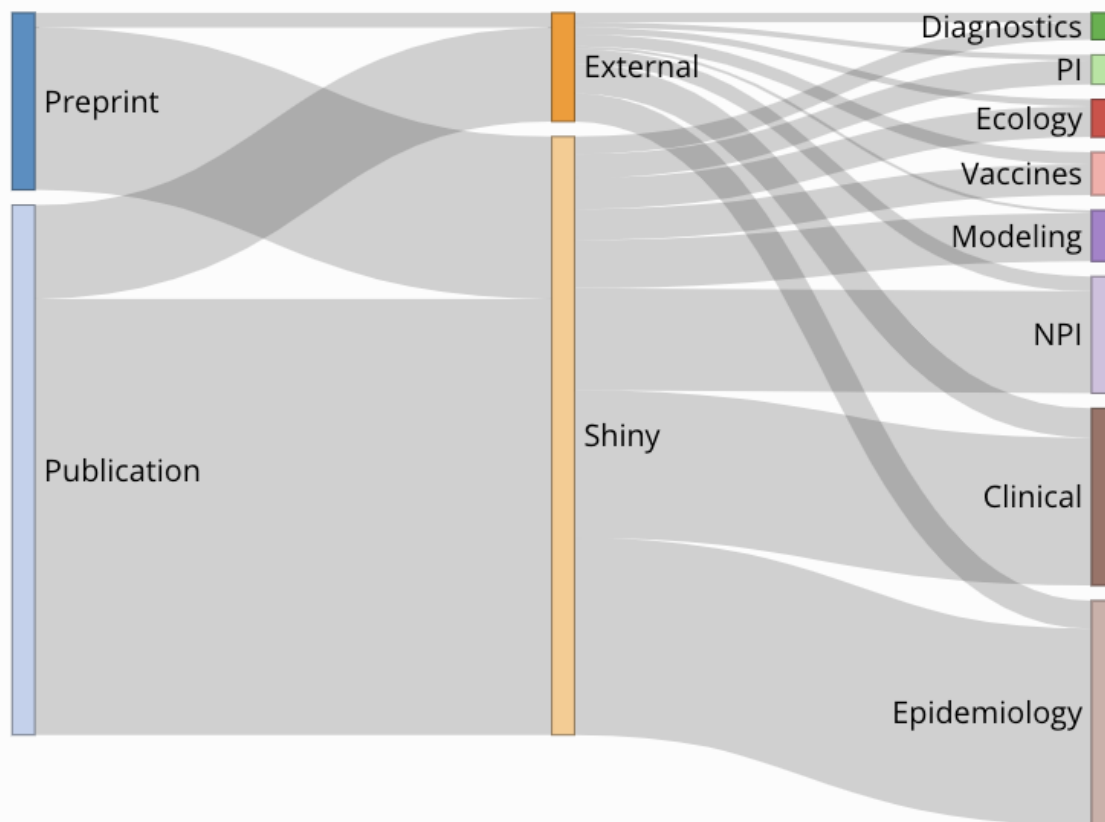 Preprint
Publication
External
Shiny
Diagnostics
PI
Ecology
Vaccines
Modeling
NPI
Clinical
Epidemiology